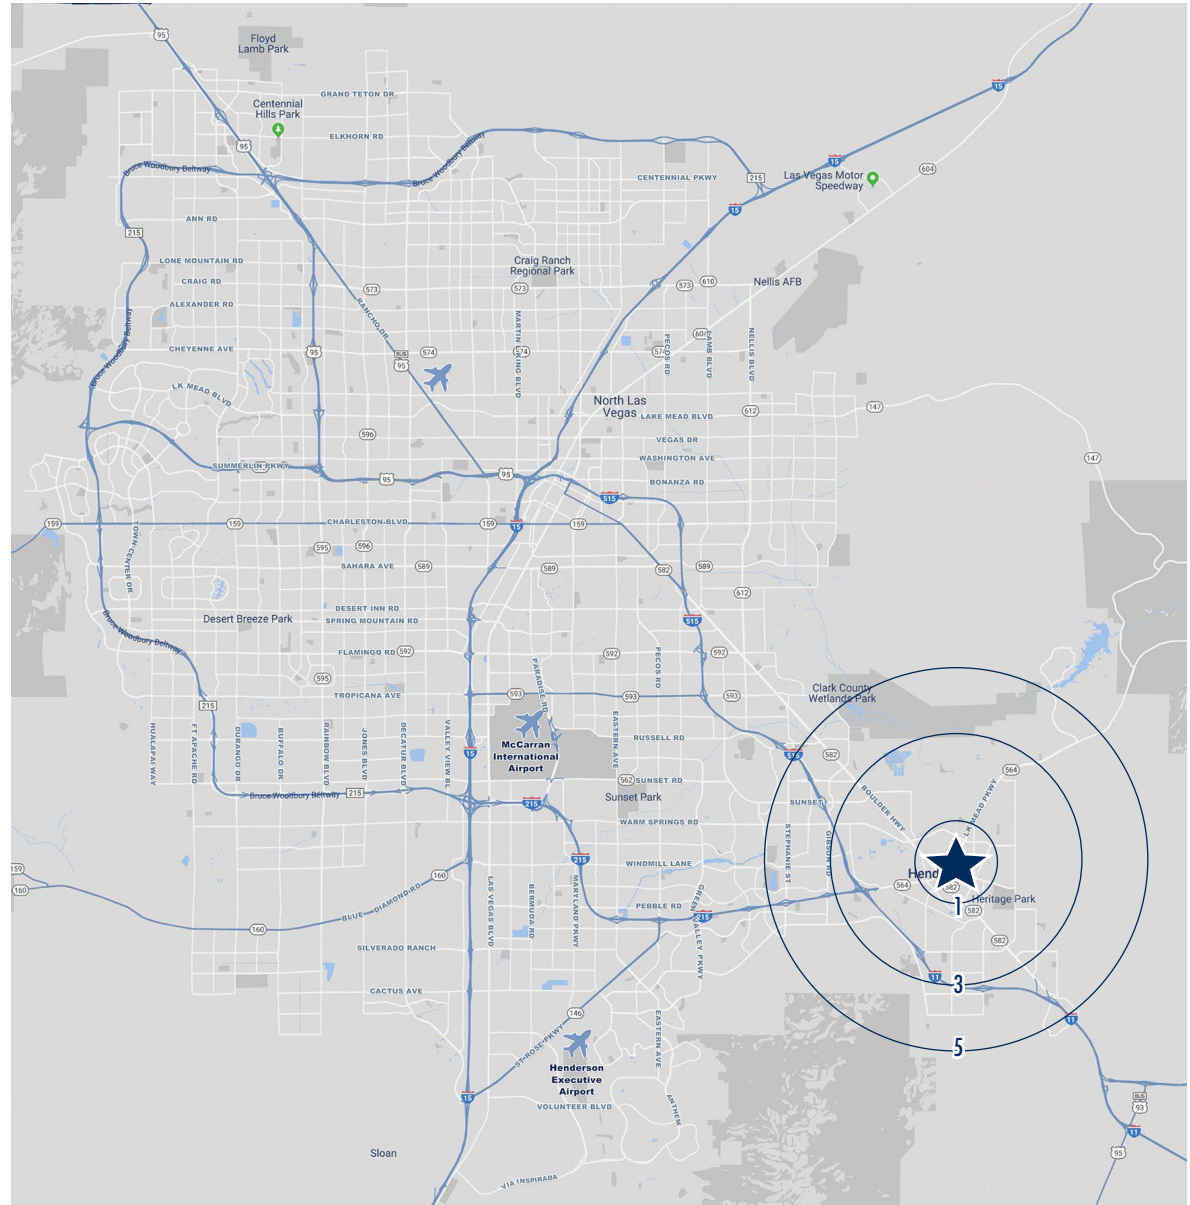 95
Floyd
Lamb Park
15
GRAND TETON DR
Centennial
Hills Park
ELKHORN RD
95
Bruce Woodbury Beltway
Bruce Woodbury Beltway
15
604
CENTENNIAL PKWY
215
Las Vegas Motor
Speedway
15
ANN RD
215
LONE MOUNTAIN RD
Craig Ranch
Regional Park
CRAIG RD
573
573
573
610
Nellis AFB
ALEXANDER RD
RANCHO DR
Bruce Woodbury Beltway
CHEYENNE AVE
95
BUS
95
574
574
PECOS RD
604
LAMB BLVD
NELLIS BLVD
LK MEAD BLVD
North Las
Vegas
LAKE MEAD BLVD
612
147
596
VEGAS DR
WASHINGTON AVE
147
SUMMERLIN PKWY
95
95
BONANZA RD
515
159
159
CHARLESTON BLVD
159
15
159
TOWN CENTER DR
595
596
SAHARA AVE
589
589
582
589
612
DESERT INN RD
Desert Breeze Park
SPRING MOUNTAIN RD
515
Bruce Woodbury Beltway
FLAMINGO RD
592
592
PECOS RD
592
595
PARADISE RD
TROPICANA AVE
593
593
593
Clark County
Wetlands Park
215
HUALAPAI WAY
FT APACHE RD
DURANGO DR
BUFFALO DR
RAINBOW BLVD
JONES BLVD
DECATUR BLVD
VALLEY VIEW BL
15
McCarran
International
Airport
EASTERN AVE
RUSSELL RD
582
564
562
SUNSET RD
Bruce Woodbury Beltway
215
215
Sunset Park
SUNSET
BOULDER HWY
LK MEAD PKWY
WARM SPRINGS RD
STEPHANIE ST
GIBSON RD
215
WINDMILL LANE
159
160
160
LAS VEGAS BLVD
BERMUDA RD
MARYLAND PKWY
GREEN VALLEY PKWY
564
582
Heritage Park
1
582
BLUE DIAMOND RD
PEBBLE RD
215
160
582
SILVERADO RANCH
11
3
CACTUS AVE
146
EASTERN AVE
11
5
ST ROSE PKWY
Henderson
Executive
Airport
15
VOLUNTEER BLVD
ANTHEM
BUS
93
11
Sloan
95
VIA INSPIRADA